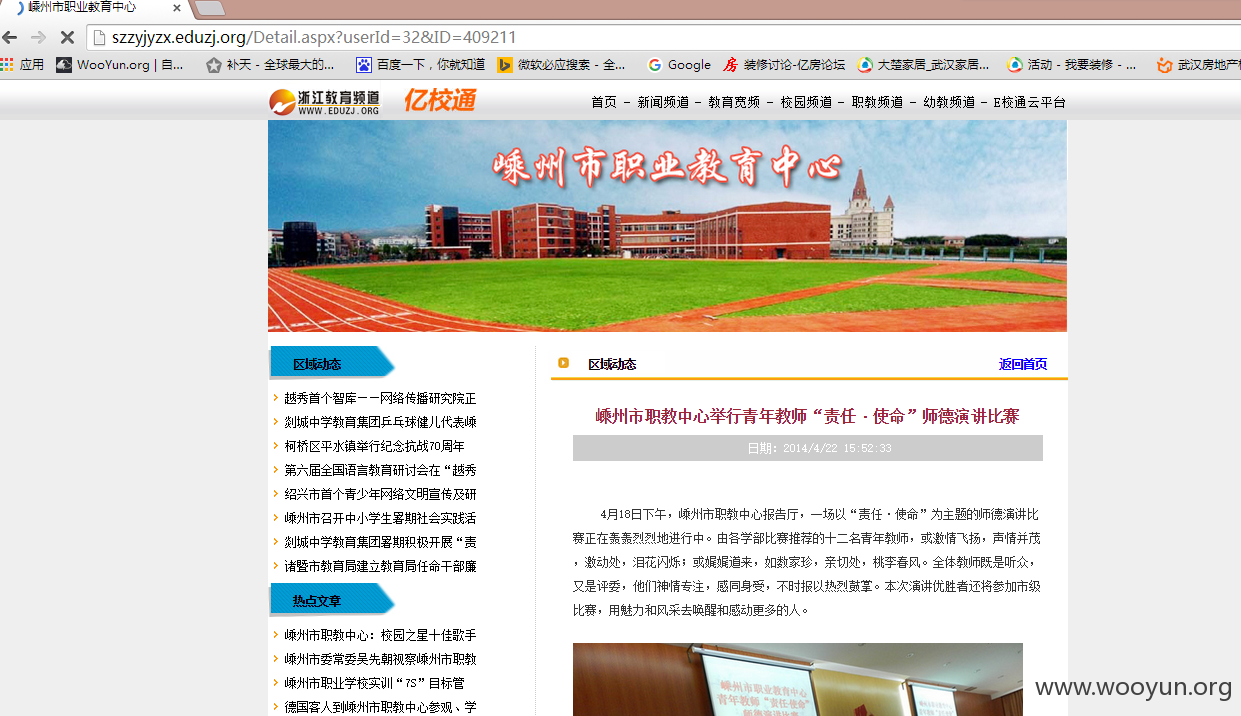 嵊州市职业教育中心
szzyjyzx.eduzj.org/Detail.aspx?userId=32&ID=409211
应用 WooYun.org | 自... 补天 - 全球最大的... 百度一下，你就知道 微软必应搜索 - 全... Google 装修讨论-亿房论坛 大楚家居_武汉家居... 活动 - 我要装修 - ... 武汉房地产
浙江教育频道 亿校通 首页 - 新闻频道 - 教育宽频 - 校园频道 - 职教频道 - 幼教频道 - E校通云平台
WWW.EDUZJ.ORG
嵊州市职业教育中心
区域动态
越秀首个智库——网络传播研究院正
剡城中学教育集团乒乓球健儿代表嵊
柯桥区平水镇举行纪念抗战70周年
第六届全国语言教育研讨会在“越秀
绍兴市首个青少年网络文明宣传及研
嵊州市召开中小学生暑期社会实践活
剡城中学教育集团暑期积极开展“责
诸暨市教育局建立教育局任命干部廉
热点文章
嵊州市职教中心：校园之星十佳歌手
嵊州市委常委吴先朝视察嵊州市职教
嵊州市职业学校实训“7S”目标管
德国客人到嵊州市职教中心参观、学
区域动态 返回首页
嵊州市职教中心举行青年教师“责任·使命”师德演讲比赛
日期：2014/4/22 15:52:33
4月18日下午，嵊州市职教中心报告厅，一场以“责任·使命”为主题的师德演讲比
赛正在轰轰烈烈地进行中。由各学部比赛推荐的十二名青年教师，或激情飞扬，声情并茂
，激动处，泪花闪烁；或娓娓道来，如数家珍，亲切处，桃李春风。全体教师既是听众，
又是评委，他们神情专注，感同身受，不时报以热烈鼓掌。本次演讲优胜者还将参加市级
比赛，用魅力和风采去唤醒和感动更多的人。
嵊州市职业教育中心
青年教师“责任·使命”
师德演讲比赛
www.wooyun.org